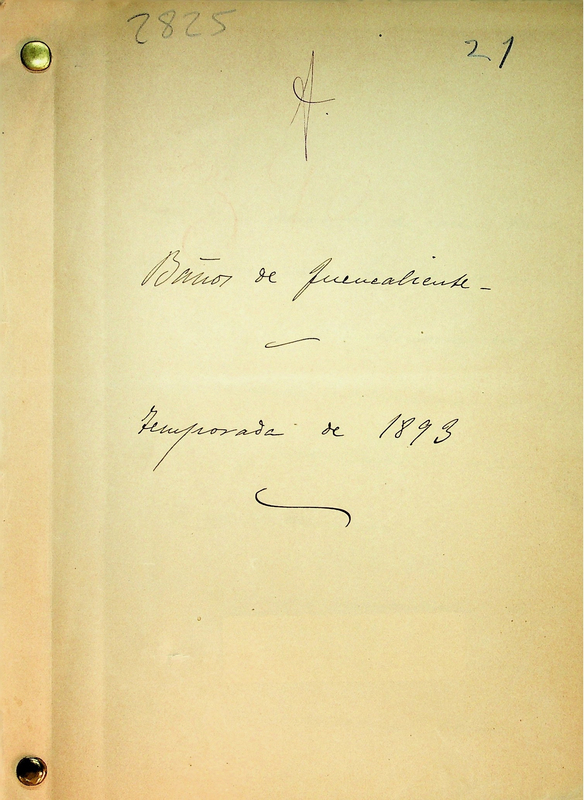 2825
21
Baños de Fuencaliente -
Temporada de 1893